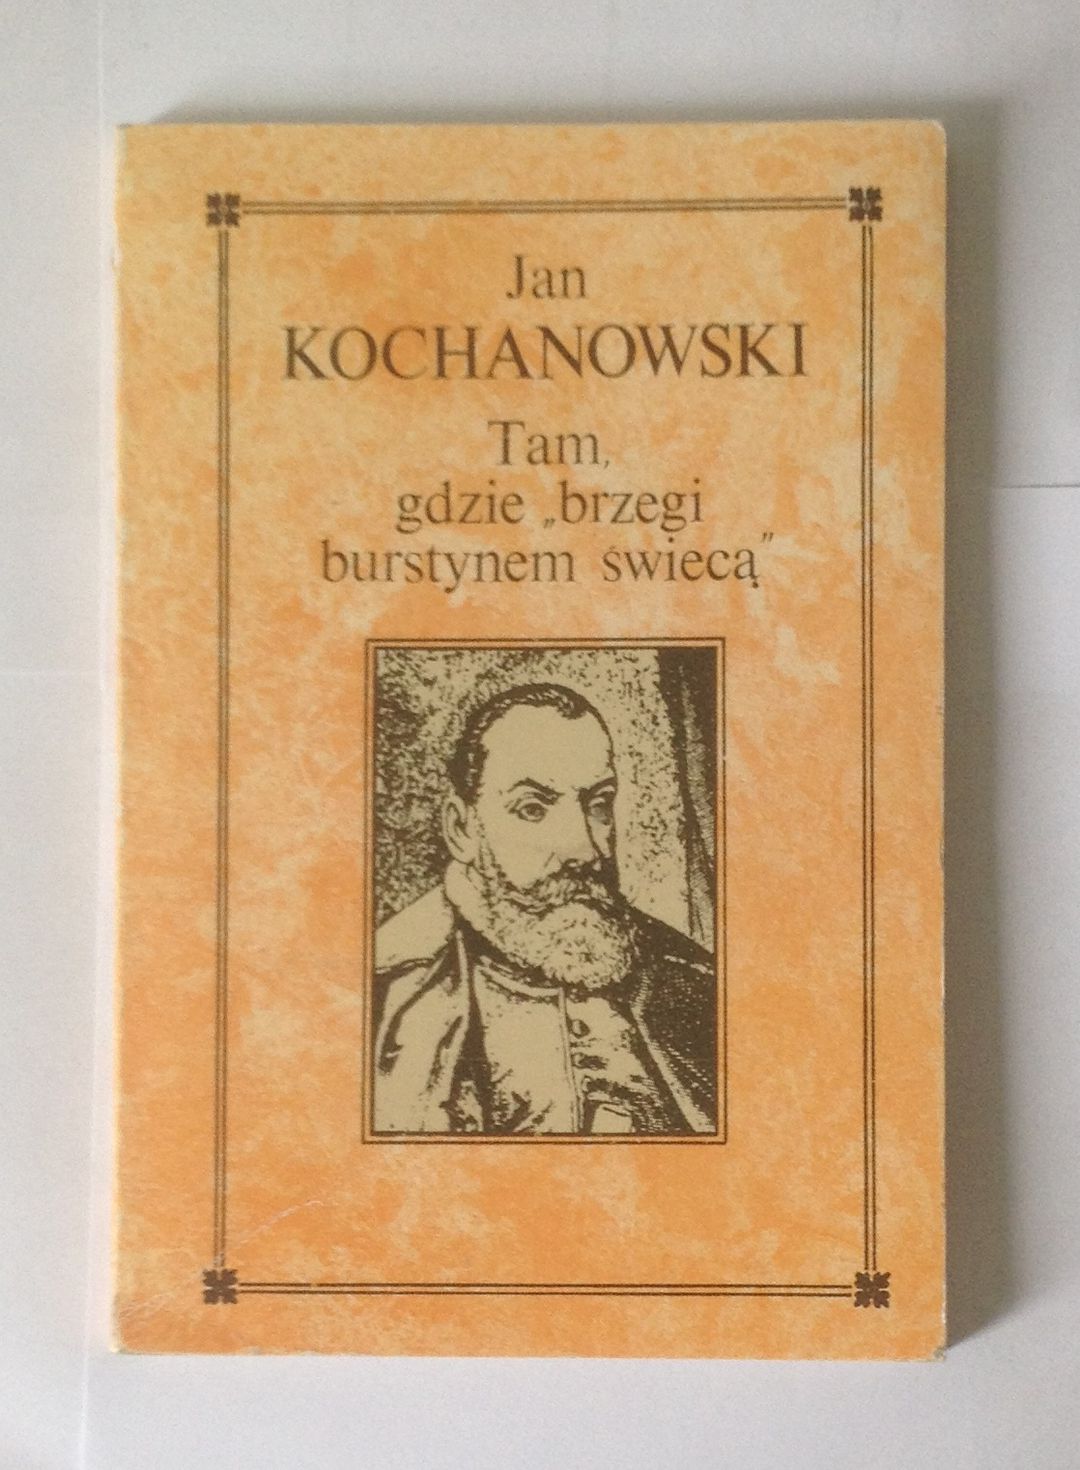 Jan
KOCHANOWSKI
Tam,
gdzie „brzegi
burstynem świecą"